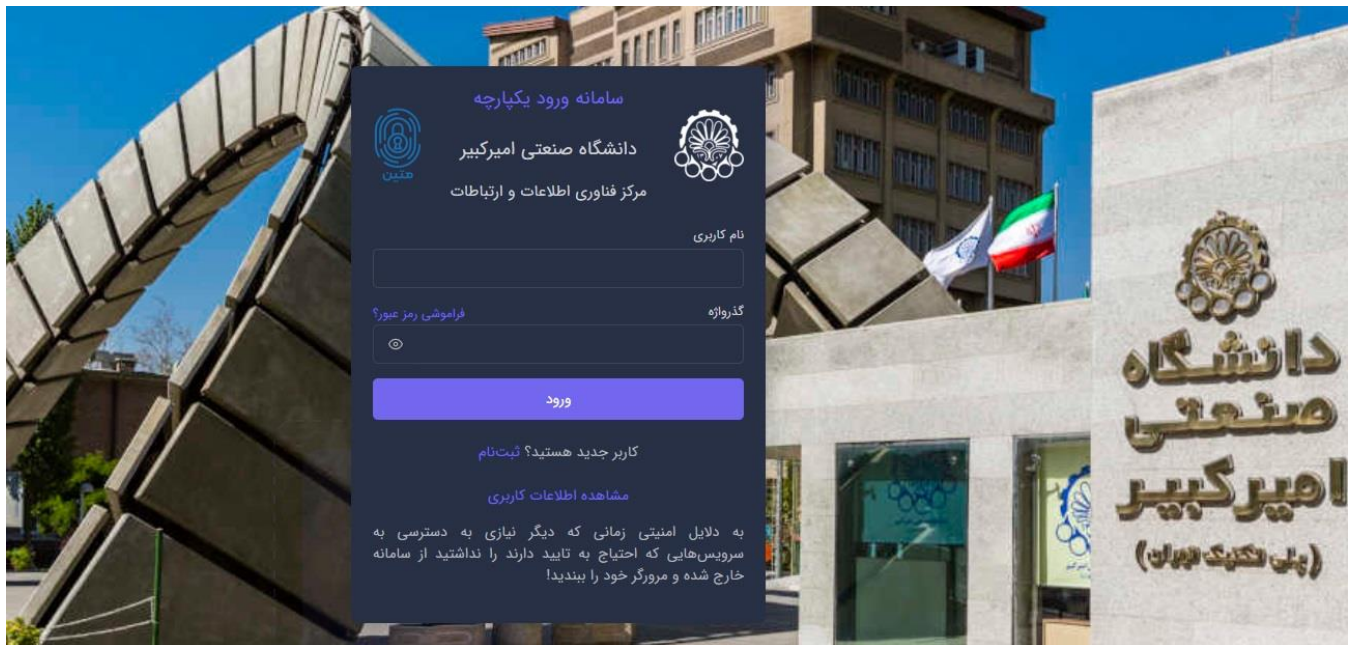 سامانه ورود یکپارچه
دانشگاه صنعتی امیرکبیر
متین
مرکز فناوری اطلاعات و ارتباطات
نام کاربری
گذرواژه
فراموشی رمز عبور؟
ورود
کاربر جدید هستید؟ ثبت‌نام
مشاهده اطلاعات کاربری
به دلایل امنیتی زمانی که دیگر نیازی به دسترسی به
سرویس‌هایی که احتیاج به تایید دارند را نداشتید از سامانه
خارج شده و مرورگر خود را ببندید!
دانشگاه
صنعتی
امیرکبیر
(پلی تکنیک تهران)